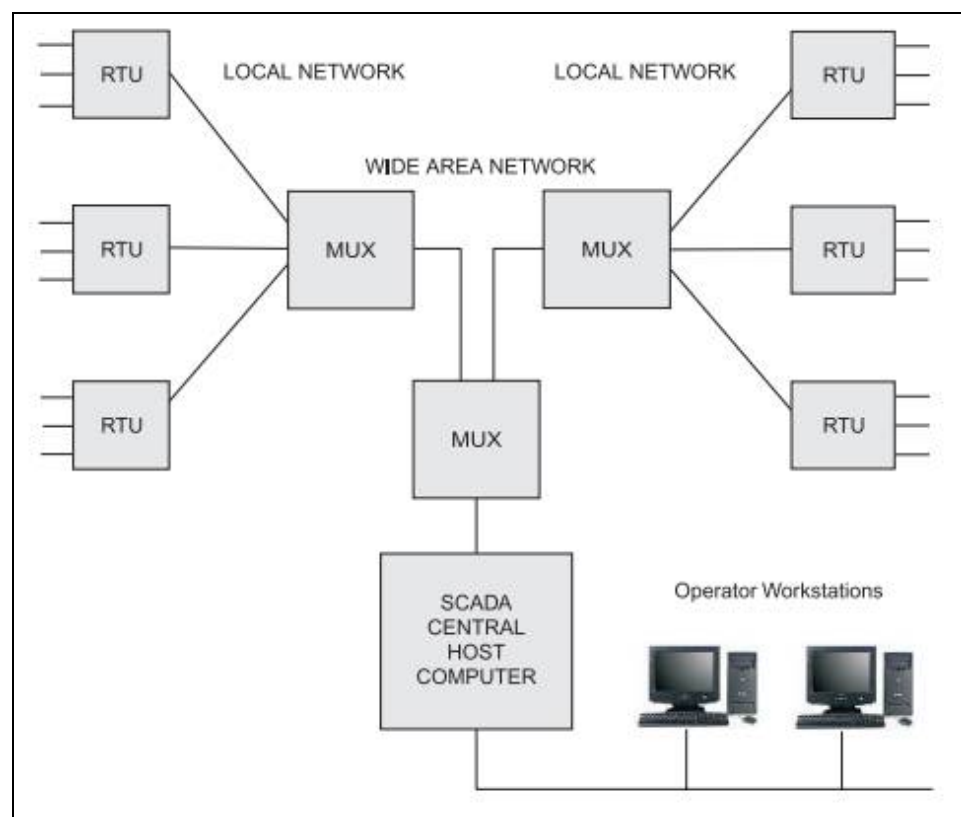 RTU
LOCAL NETWORK
LOCAL NETWORK
RTU
WIDE AREA NETWORK
RTU
MUX
MUX
RTU
RTU
MUX
RTU
SCADA
CENTRAL
HOST
COMPUTER
Operator Workstations